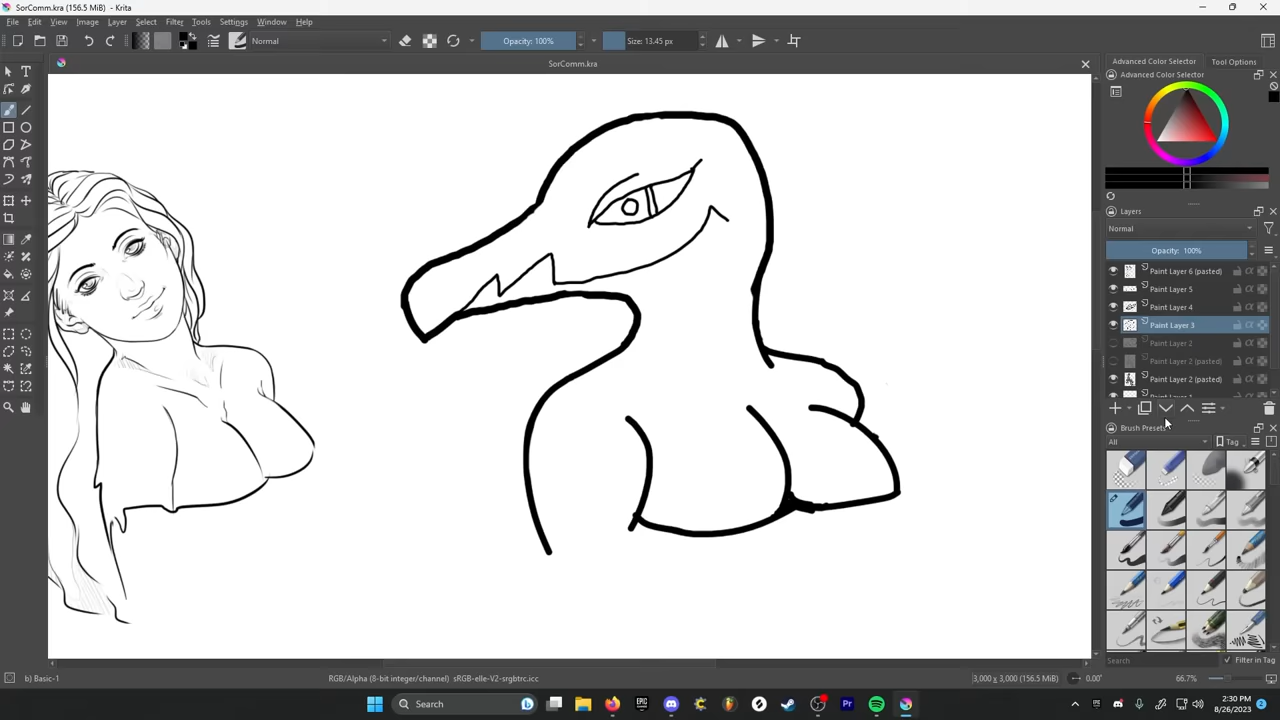 SorComm.kra (156.5 MiB) - Krita
File Edit View Image Layer Select Filter Tools Settings Window Help
Normal Opacity: 100% Size: 13.45 px
SorComm.kra
Advanced Color Selector Tool Options
Advanced Color Selector
Layers
Normal
Opacity: 100%
Paint Layer 6 (pasted)
Paint Layer 5
Paint Layer 4
Paint Layer 3
Paint Layer 2
Paint Layer 2 (pasted)
Paint Layer 2 (pasted)
Paint Layer 1
Brush Presets
All Tag
Search Filter in Tag
b) Basic-1 RGB/Alpha (8-bit integer/channel) sRGB-elle-V2-srgbtrc.icc 3,000 x 3,000 (156.5 MiB) 0.00° 66.7%
Search 2:30 PM
8/26/2023